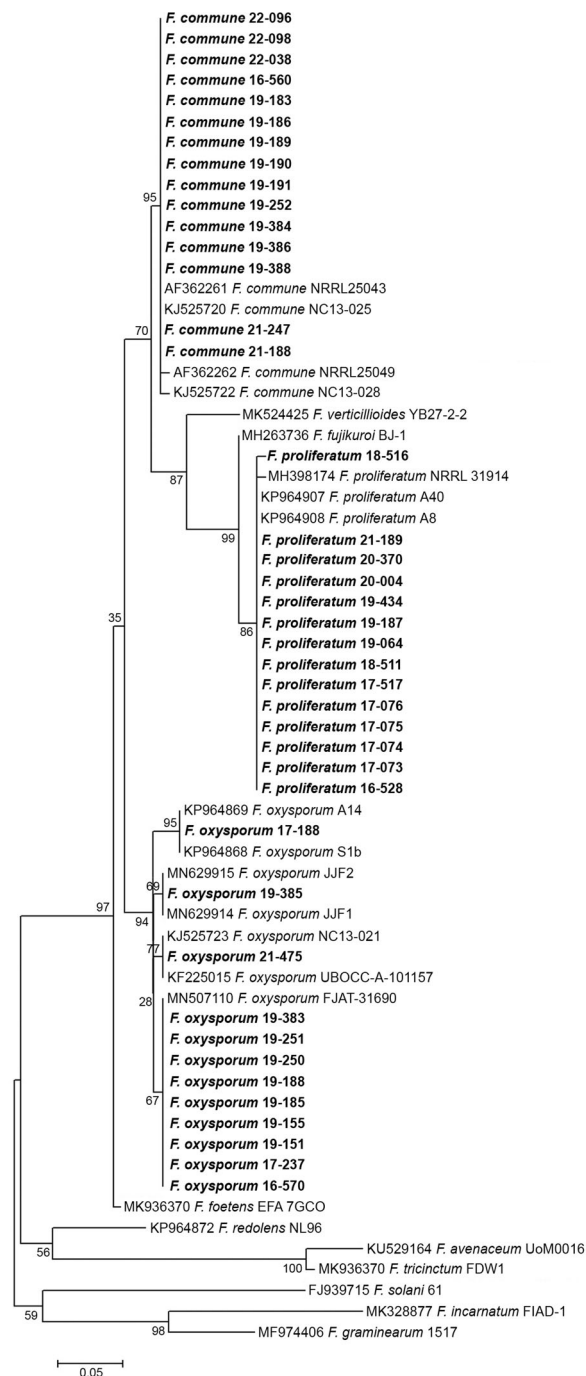 F. commune 22-096
F. commune 22-098
F. commune 22-038
F. commune 16-560
F. commune 19-183
F. commune 19-186
F. commune 19-189
F. commune 19-190
F. commune 19-191
95
F. commune 19-252
F. commune 19-384
F. commune 19-386
F. commune 19-388
AF362261 F. commune NRRL25043
KJ525720 F. commune NC13-025
70
F. commune 21-247
F. commune 21-188
AF362262 F. commune NRRL25049
KJ525722 F. commune NC13-028
MK524425 F. verticillioides YB27-2-2
MH263736 F. fujikuroi BJ-1
F. proliferatum 18-516
87
MH398174 F. proliferatum NRRL 31914
KP964907 F. proliferatum A40
KP964908 F. proliferatum A8
99
F. proliferatum 21-189
F. proliferatum 20-370
F. proliferatum 20-004
F. proliferatum 19-434
35
F. proliferatum 19-187
86
F. proliferatum 19-064
F. proliferatum 18-511
F. proliferatum 17-517
F. proliferatum 17-076
F. proliferatum 17-075
F. proliferatum 17-074
F. proliferatum 17-073
F. proliferatum 16-528
KP964869 F. oxysporum A14
95
F. oxysporum 17-188
KP964868 F. oxysporum S1b
MN629915 F. oxysporum JJF2
69
F. oxysporum 19-385
97
MN629914 F. oxysporum JJF1
94
KJ525723 F. oxysporum NC13-021
77
F. oxysporum 21-475
KF225015 F. oxysporum UBOCC-A-101157
28
MN507110 F. oxysporum FJAT-31690
F. oxysporum 19-383
F. oxysporum 19-251
F. oxysporum 19-250
F. oxysporum 19-188
67
F. oxysporum 19-185
F. oxysporum 19-155
F. oxysporum 19-151
F. oxysporum 17-237
F. oxysporum 16-570
MK936370 F. foetens EFA 7GCO
KP964872 F. redolens NL96
56
KU529164 F. avenaceum UoM0016
100
MK936370 F. tricinctum FDW1
FJ939715 F. solani 61
59
MK328877 F. incarnatum FIAD-1
98
MF974406 F. graminearum 1517
0.05